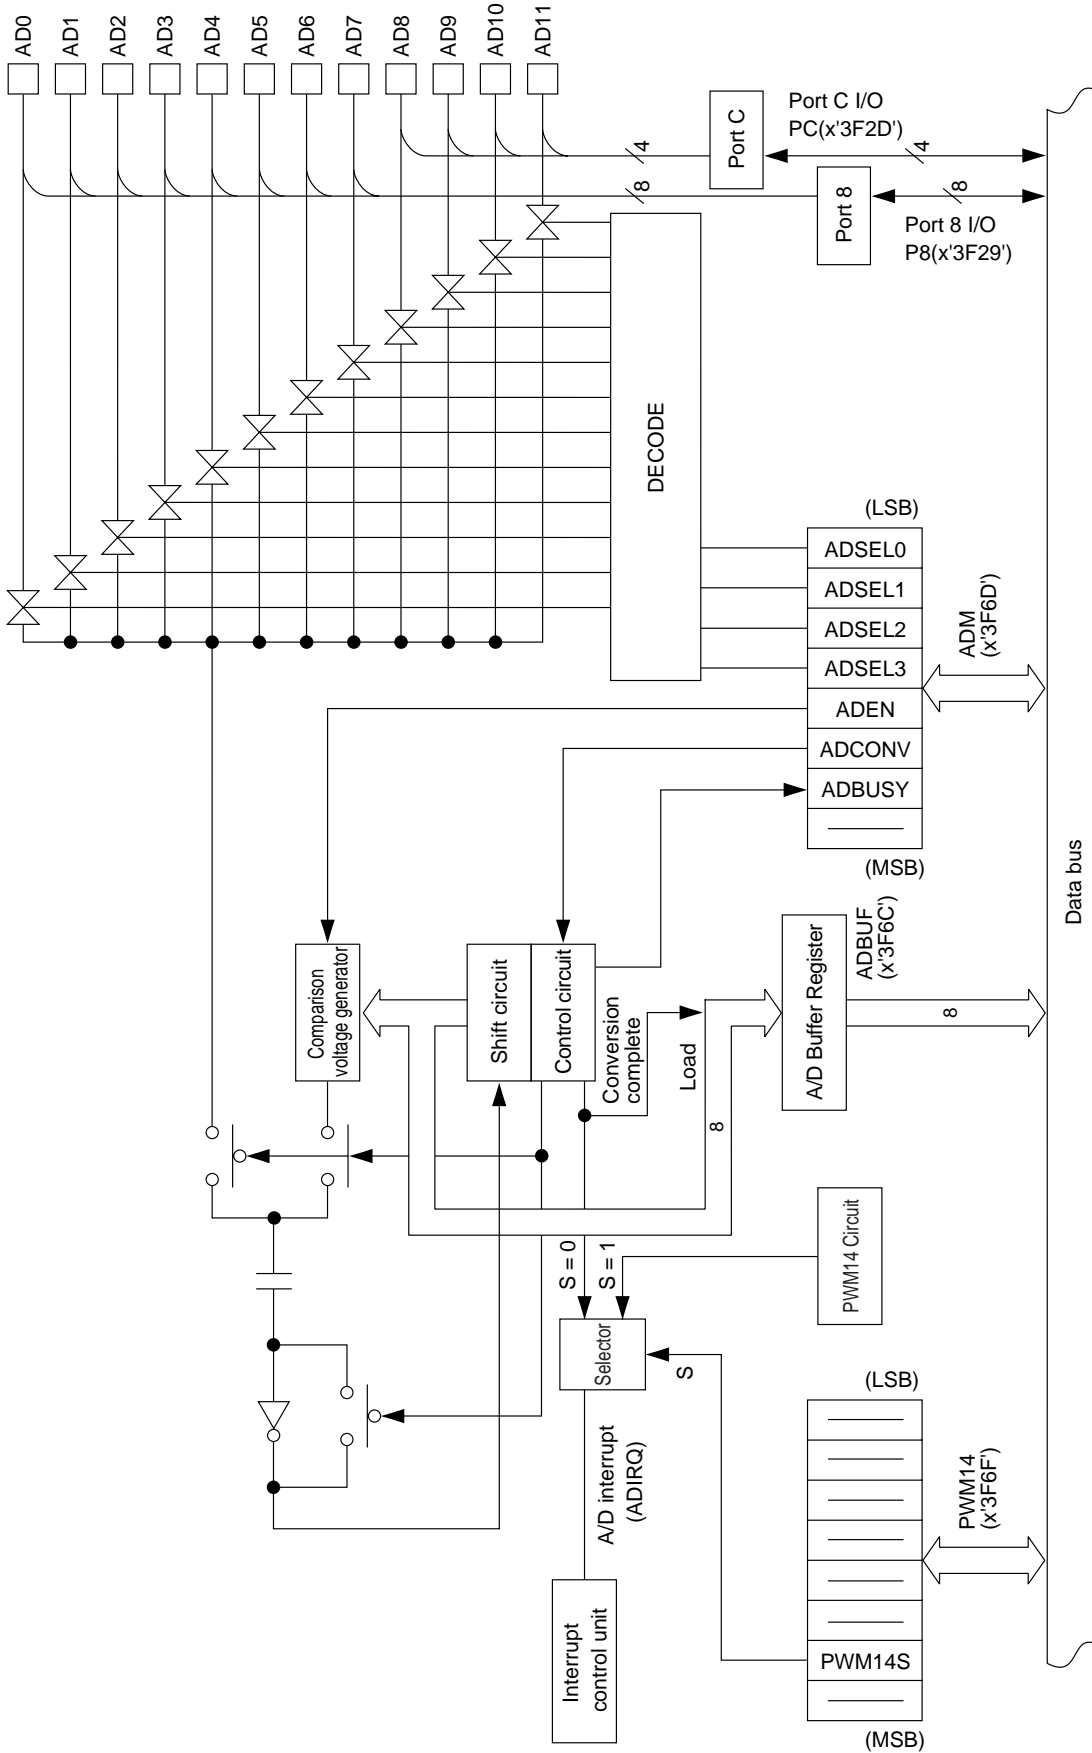 AD0
AD1
AD2
AD3
AD4
AD5
AD6
AD7
AD8
AD9
AD10
AD11
Port C
Port C I/O
PC(x'3F2D')
4
4
Port 8
8
8
Port 8 I/O
P8(x'3F29')
DECODE
(LSB)
ADSEL0
ADSEL1
ADSEL2
ADSEL3
ADEN
ADCONV
ADBUSY
(MSB)
ADM
(x'3F6D')
Comparison
voltage generator
Shift circuit
Control circuit
Conversion
complete
Load
8
A/D Buffer Register
ADBUF
(x'3F6C')
8
Data bus
S = 0
S = 1
Selector
S
PWM14 Circuit
A/D interrupt
(ADIRQ)
Interrupt
control unit
(LSB)
PWM14S
(MSB)
PWM14
(x'3F6F')